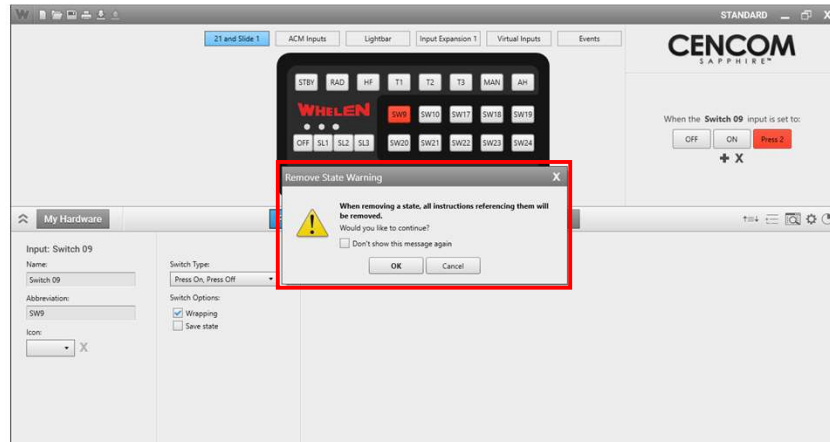 STANDARD
21 and Slide 1 ACM Inputs Lightbar Input Expansion 1 Virtual Inputs Events
CENCOM
SAPPHIRE™
STBY RAD HF T1 T2 T3 MAN AH
WHELEN
SW9 SW10 SW17 SW18 SW19
OFF SL1 SL2 SL3 SW20 SW21 SW22 SW23 SW24
When the Switch 09 input is set to:
OFF ON Press 2
+ X
Remove State Warning X
When removing a state, all instructions referencing them will
be removed.
Would you like to continue?
Don't show this message again
OK Cancel
My Hardware
Input: Switch 09
Name:
Switch 09
Abbreviation:
SW9
Icon:
X
Switch Type:
Press On, Press Off
Switch Options:
Wrapping
Save state